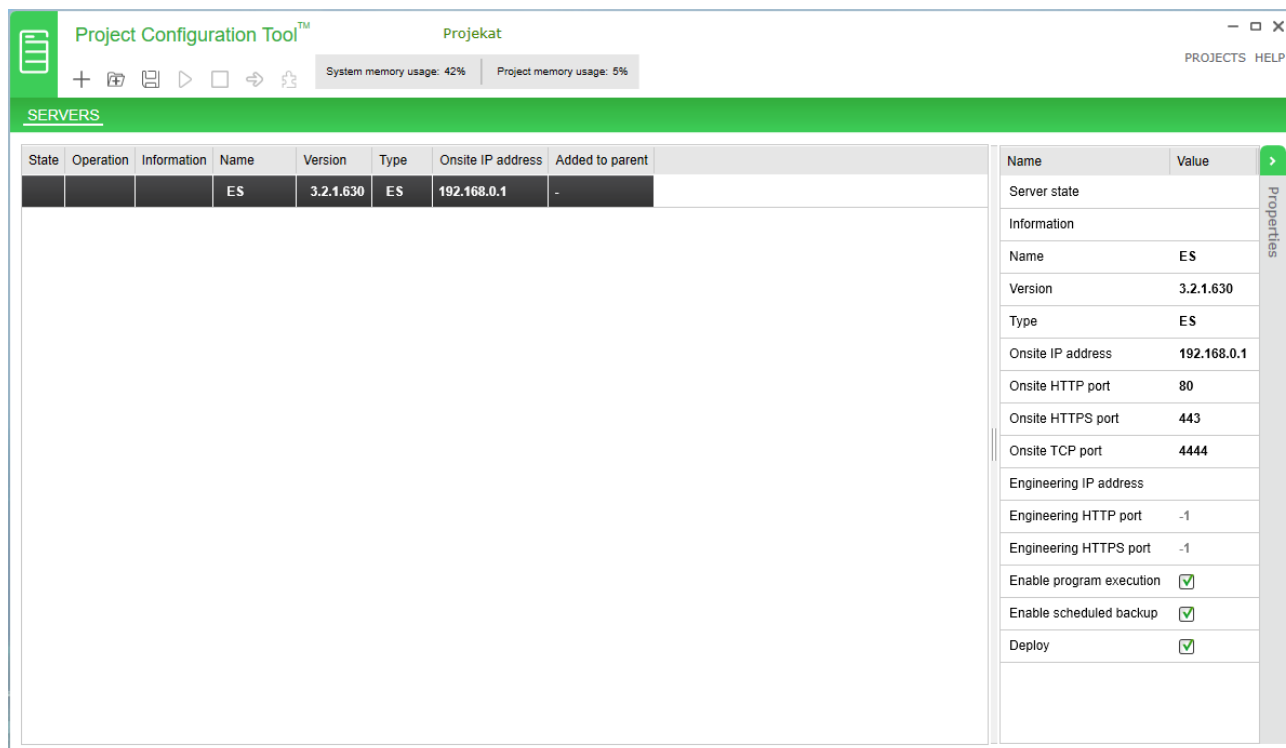 Project Configuration Tool™
Projekat
PROJECTS HELP
System memory usage: 42% Project memory usage: 5%
SERVERS
State Operation Information Name Version Type Onsite IP address Added to parent
ES 3.2.1.630 ES 192.168.0.1 -
Name Value
Server state
Information
Name ES
Version 3.2.1.630
Type ES
Onsite IP address 192.168.0.1
Onsite HTTP port 80
Onsite HTTPS port 443
Onsite TCP port 4444
Engineering IP address
Engineering HTTP port -1
Engineering HTTPS port -1
Enable program execution
Enable scheduled backup
Deploy
Properties